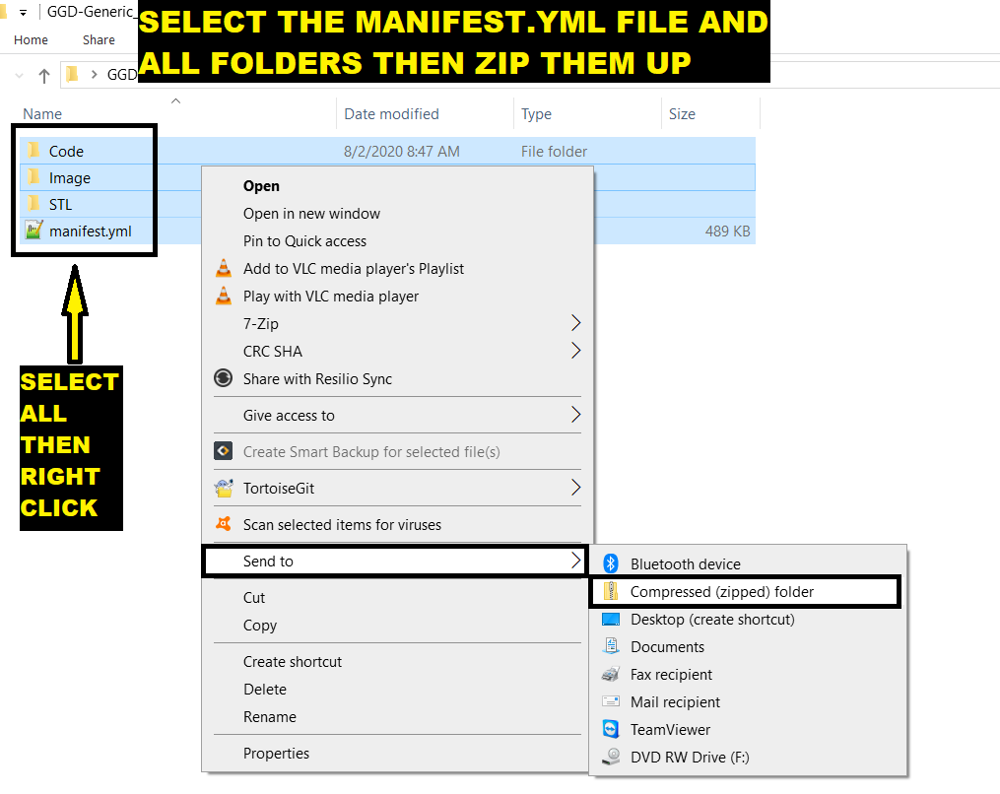 GGD-Generic_
SELECT THE MANIFEST.YML FILE AND
ALL FOLDERS THEN ZIP THEM UP
Home Share
GGD
Name Date modified Type Size
Code 8/2/2020 8:47 AM File folder
Image
STL
manifest.yml 489 KB
SELECT
ALL
THEN
RIGHT
CLICK
Open
Open in new window
Pin to Quick access
Add to VLC media player's Playlist
Play with VLC media player
7-Zip
CRC SHA
Share with Resilio Sync
Give access to
Create Smart Backup for selected file(s)
TortoiseGit
Scan selected items for viruses
Send to
Cut
Copy
Create shortcut
Delete
Rename
Properties
Bluetooth device
Compressed (zipped) folder
Desktop (create shortcut)
Documents
Fax recipient
Mail recipient
TeamViewer
DVD RW Drive (F:)